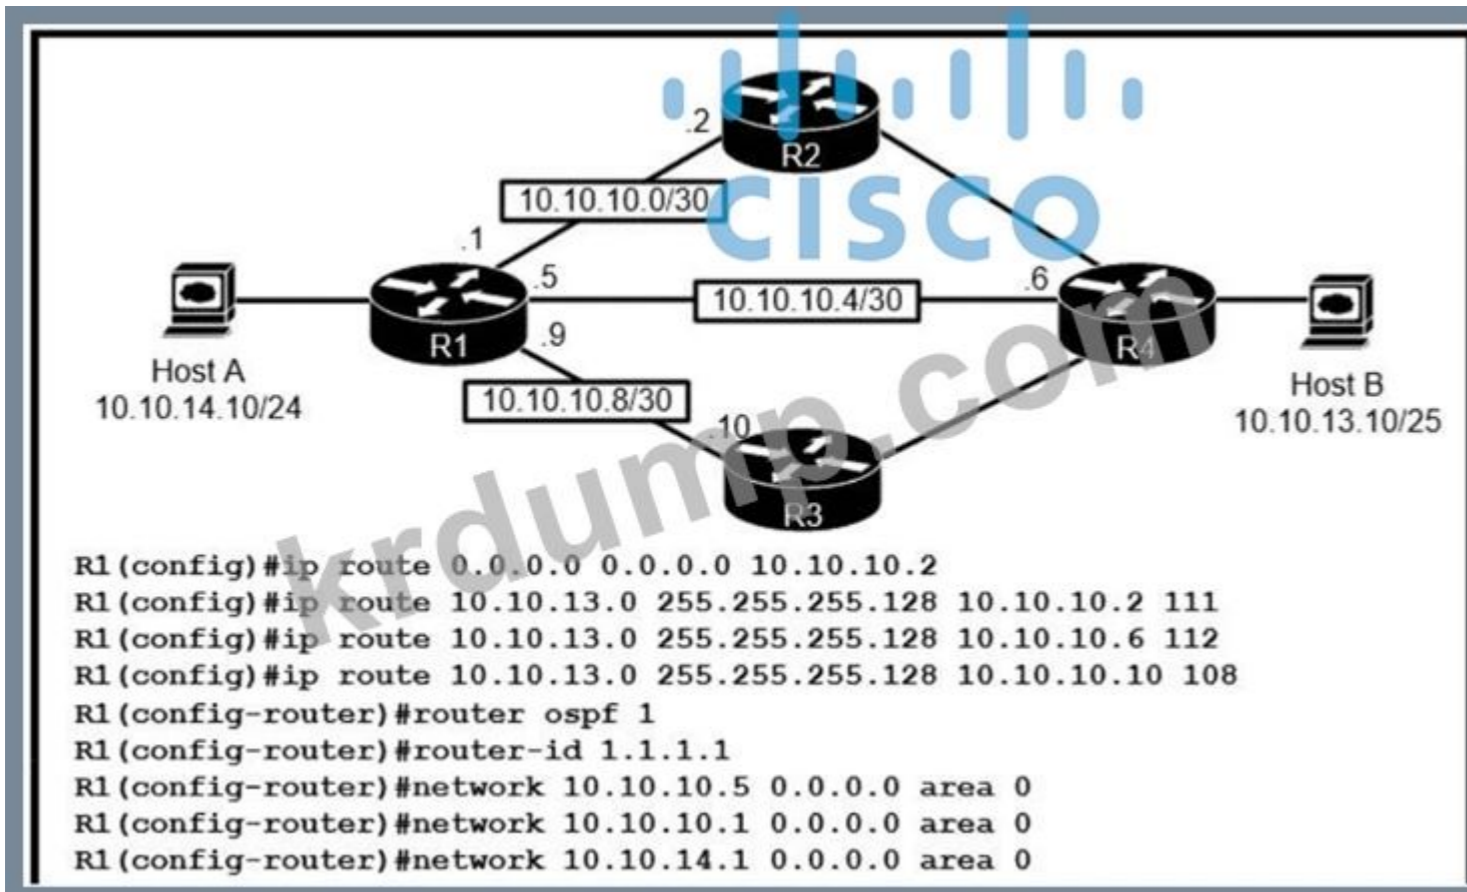 cisco
.2
R2
10.10.10.0/30
.1
.5
10.10.10.4/30
.6
R1
R4
.9
Host A
10.10.14.10/24
Host B
10.10.13.10/25
10.10.10.8/30
.10
R3
krdump.com
R1(config)#ip route 0.0.0.0 0.0.0.0 10.10.10.2
R1(config)#ip route 10.10.13.0 255.255.255.128 10.10.10.2 111
R1(config)#ip route 10.10.13.0 255.255.255.128 10.10.10.6 112
R1(config)#ip route 10.10.13.0 255.255.255.128 10.10.10.10 108
R1(config-router)#router ospf 1
R1(config-router)#router-id 1.1.1.1
R1(config-router)#network 10.10.10.5 0.0.0.0 area 0
R1(config-router)#network 10.10.10.1 0.0.0.0 area 0
R1(config-router)#network 10.10.14.1 0.0.0.0 area 0